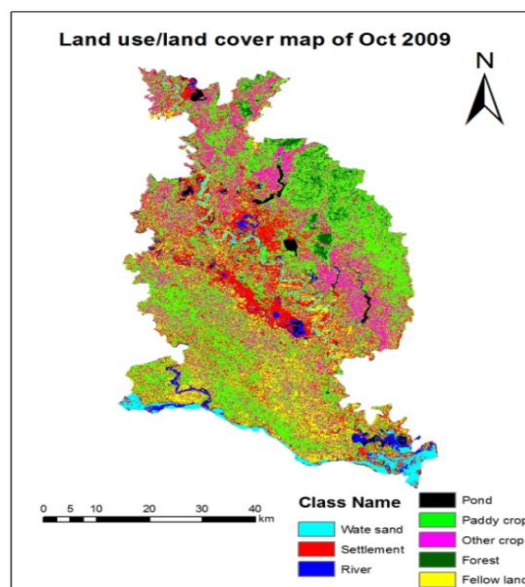 Land use/land cover map of Oct 2009
N
0 5 10 20 30 40
km
Class Name
Wate sand
Settlement
River
Pond
Paddy crop
Other crop
Forest
Fellow land